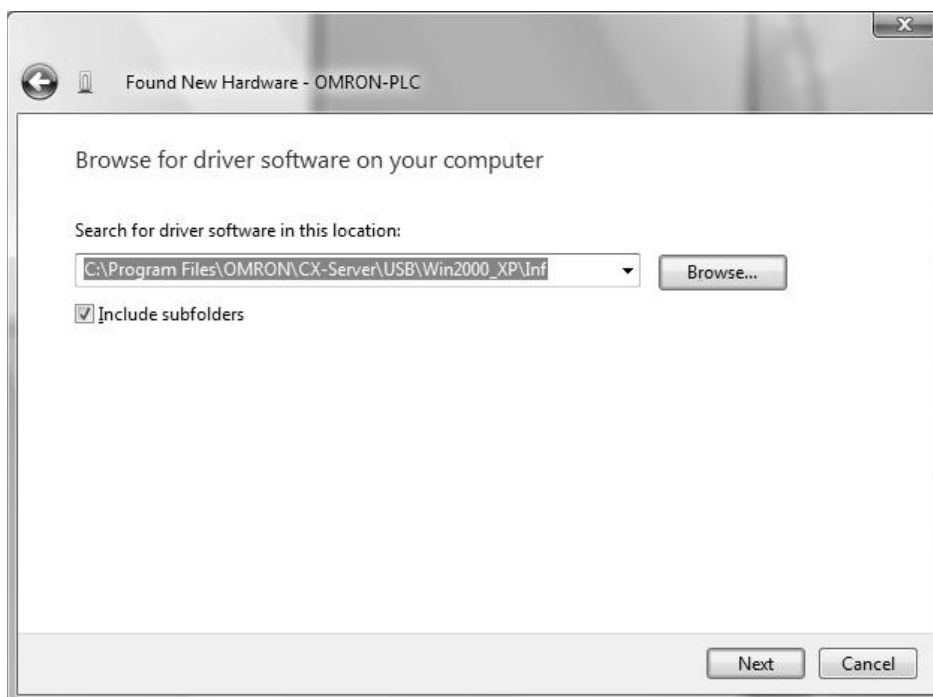 Found New Hardware - OMRON-PLC
Browse for driver software on your computer
Search for driver software in this location:
C:\Program Files\OMRON\CX-Server\USB\Win2000_XP\Inf
Browse...
Include subfolders
Next
Cancel